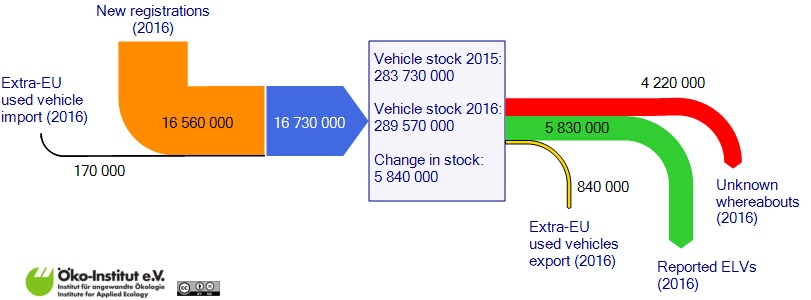 New registrations
(2016)
Extra-EU
used vehicle
import (2016)
16 560 000
170 000
16 730 000
Vehicle stock 2015:
283 730 000
Vehicle stock 2016:
289 570 000
Change in stock:
5 840 000
4 220 000
5 830 000
840 000
Unknown
whereabouts
(2016)
Extra-EU
used vehicles
export (2016)
Reported ELVs
(2016)
Öko-Institut e.V.
Institut für angewandte Ökologie
Institute for Applied Ecology